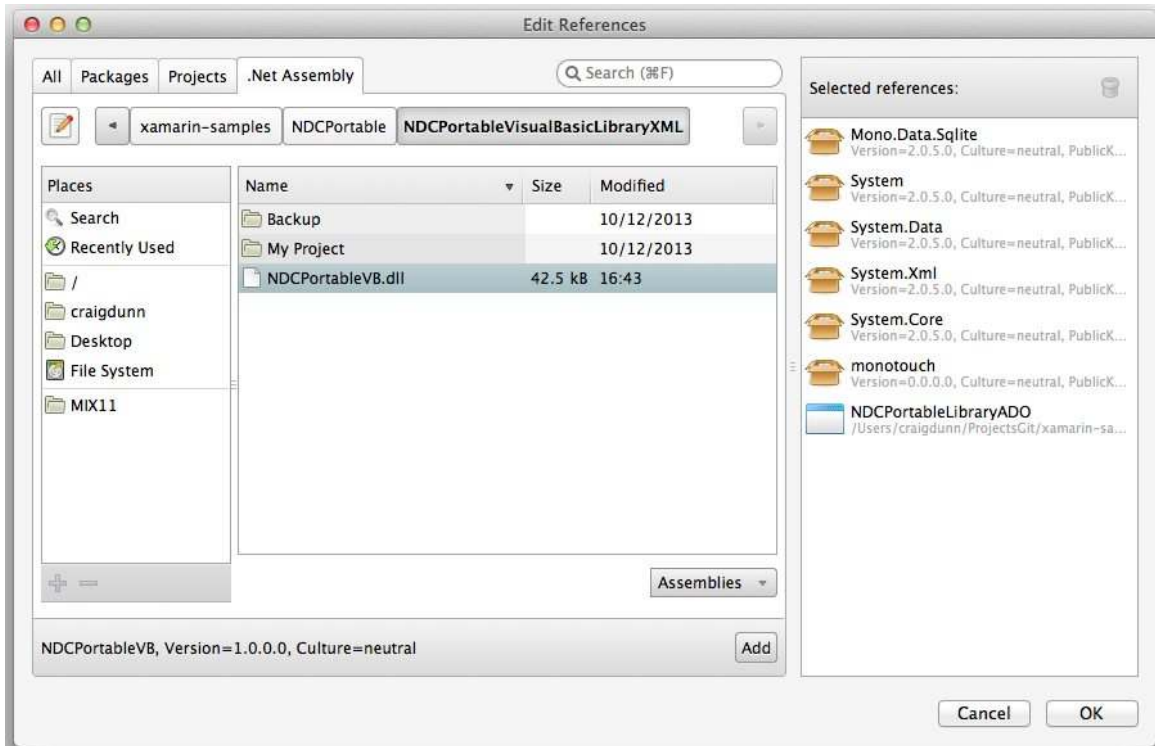 Edit References
All Packages Projects .Net Assembly
Search (⌘F)
xamarin-samples NDCPortable NDCPortableVisualBasicLibraryXML
Places
Search
Recently Used
/
craigdunn
Desktop
File System
MIX11
Name Size Modified
Backup 10/12/2013
My Project 10/12/2013
NDCPortableVB.dll 42.5 kB 16:43
Assemblies
NDCPortableVB, Version=1.0.0.0, Culture=neutral
Add
Selected references:
Mono.Data.Sqlite
Version=2.0.5.0, Culture=neutral, PublicK...
System
Version=2.0.5.0, Culture=neutral, PublicK...
System.Data
Version=2.0.5.0, Culture=neutral, PublicK...
System.Xml
Version=2.0.5.0, Culture=neutral, PublicK...
System.Core
Version=2.0.5.0, Culture=neutral, PublicK...
monotouch
Version=0.0.0.0, Culture=neutral, PublicK...
NDCPortableLibraryADO
/Users/craigdunn/ProjectsGit/xamarin-sa...
Cancel OK